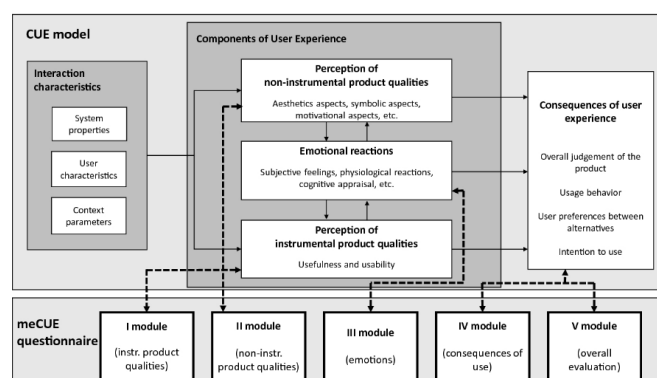 CUE model
Components of User Experience
Interaction
characteristics
System
properties
User
characteristics
Context
parameters
Perception of
non-instrumental product qualities
Aesthetics aspects, symbolic aspects,
motivational aspects, etc.
Emotional reactions
Subjective feelings, physiological reactions,
cognitive appraisal, etc.
Perception of
instrumental product qualities
Usefulness and usability
Consequences of user
experience
Overall judgement of the
product
Usage behavior
User preferences between
alternatives
Intention to use
meCUE
questionnaire
I module
(instr. product
qualities)
II module
(non-instr.
product qualities)
III module
(emotions)
IV module
(consequences
of use)
V module
(overall
evaluation)